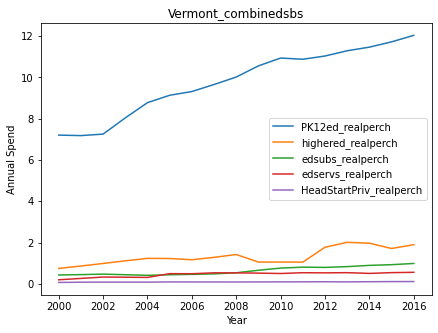 Vermont_combinedsbs
Annual Spend
12
10
8
6
4
2
0
PK12ed_realperch
highered_realperch
edsubs_realperch
edservs_realperch
HeadStartPriv_realperch
2000 2002 2004 2006 2008 2010 2012 2014 2016
Year